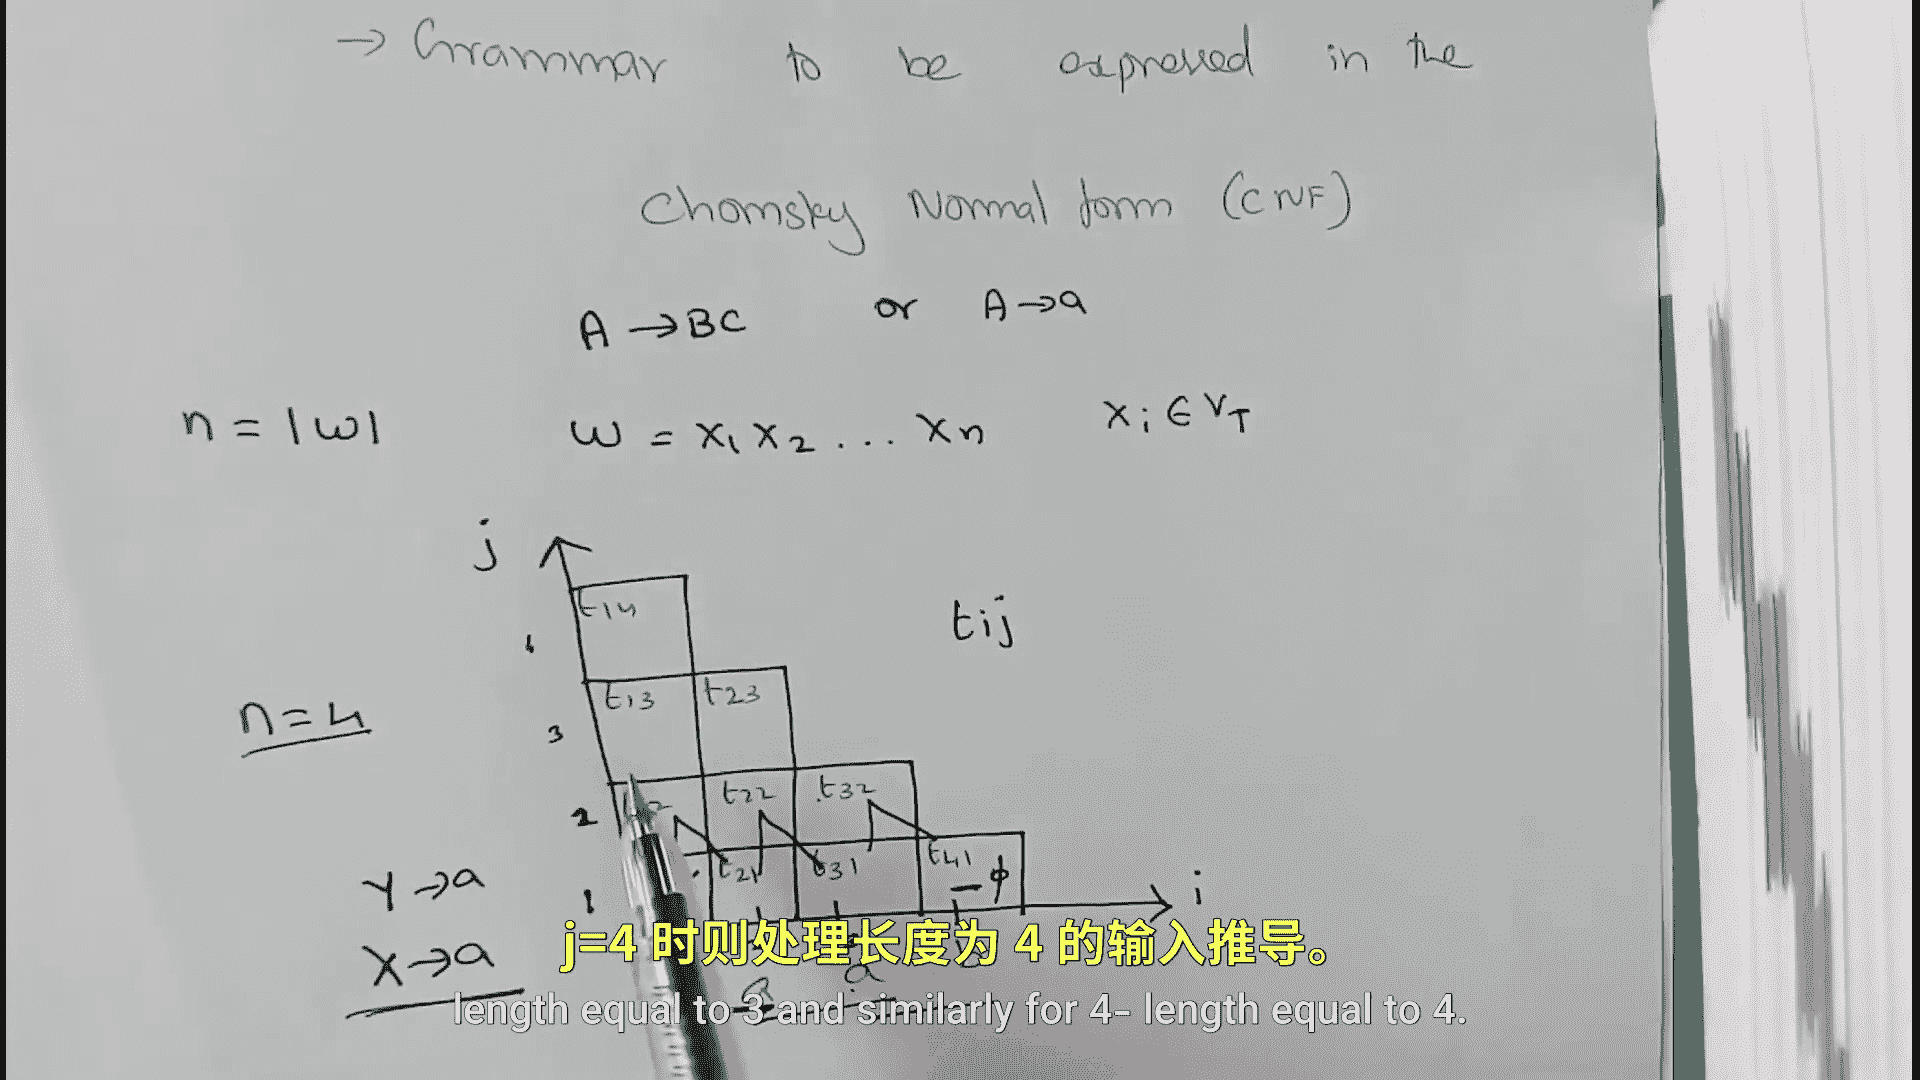 → Grammar to be expressed in the
Chomsky Normal form (CNF)
A → BC or A → a
n = |w| w = x₁ x₂ ... xₙ xᵢ ∈ V_T
j
t14 tij
n=4
3 t13 t23
2 t22 t32
1 t21 t31 t41 – φ i
Y → a
X → a
j=4 时则处理长度为 4 的输入推导。
a a
length equal to 3 and similarly for 4- length equal to 4.